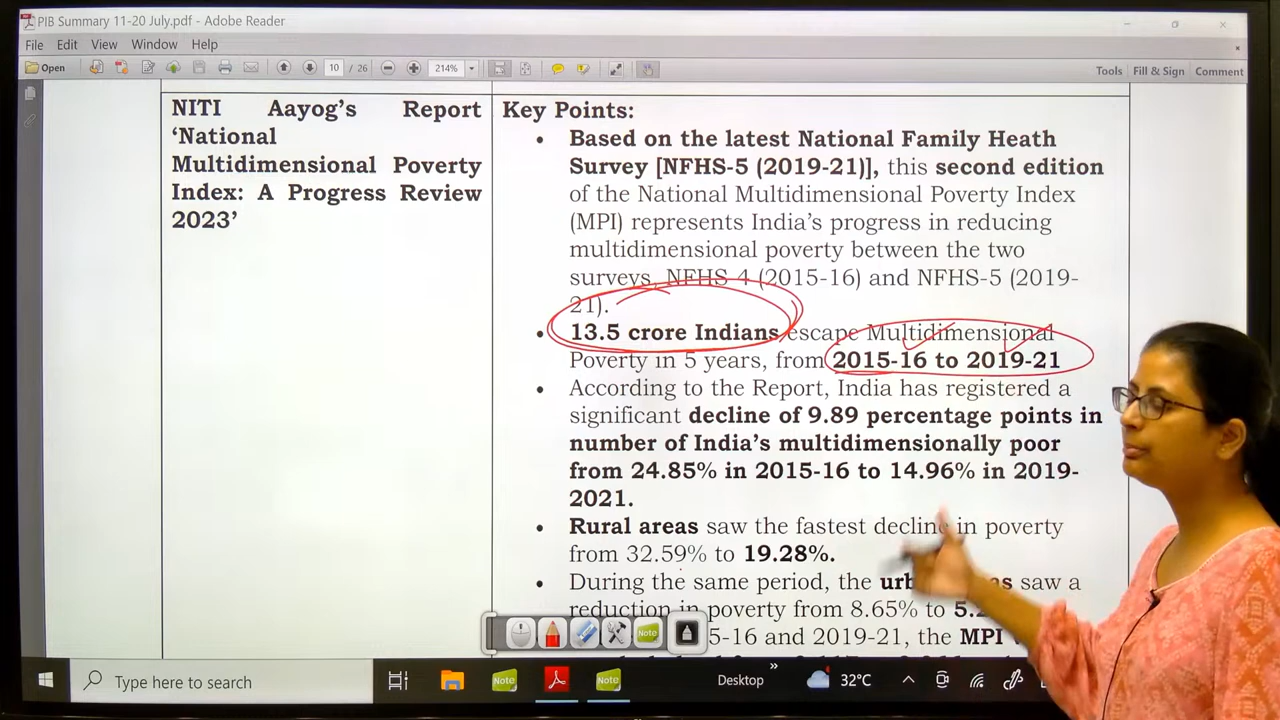 PIB Summary 11-20 July.pdf - Adobe Reader
File Edit View Window Help
Open 10 / 26 214% Tools Fill & Sign Comment
NITI Aayog's Report
'National
Multidimensional Poverty
Index: A Progress Review
2023'
Key Points:
• Based on the latest National Family Heath
Survey [NFHS-5 (2019-21)], this second edition
of the National Multidimensional Poverty Index
(MPI) represents India's progress in reducing
multidimensional poverty between the two
surveys, NFHS-4 (2015-16) and NFHS-5 (2019-
21).
• 13.5 crore Indians escape Multidimensional
Poverty in 5 years, from 2015-16 to 2019-21
• According to the Report, India has registered a
significant decline of 9.89 percentage points in
number of India's multidimensionally poor
from 24.85% in 2015-16 to 14.96% in 2019-
2021.
• Rural areas saw the fastest decline in poverty
from 32.59% to 19.28%.
• During the same period, the saw a
reduction in poverty from 8.65% to
5-16 and 2019-21, the MPI
Note
Type here to search
Note
Note
Desktop
32°C